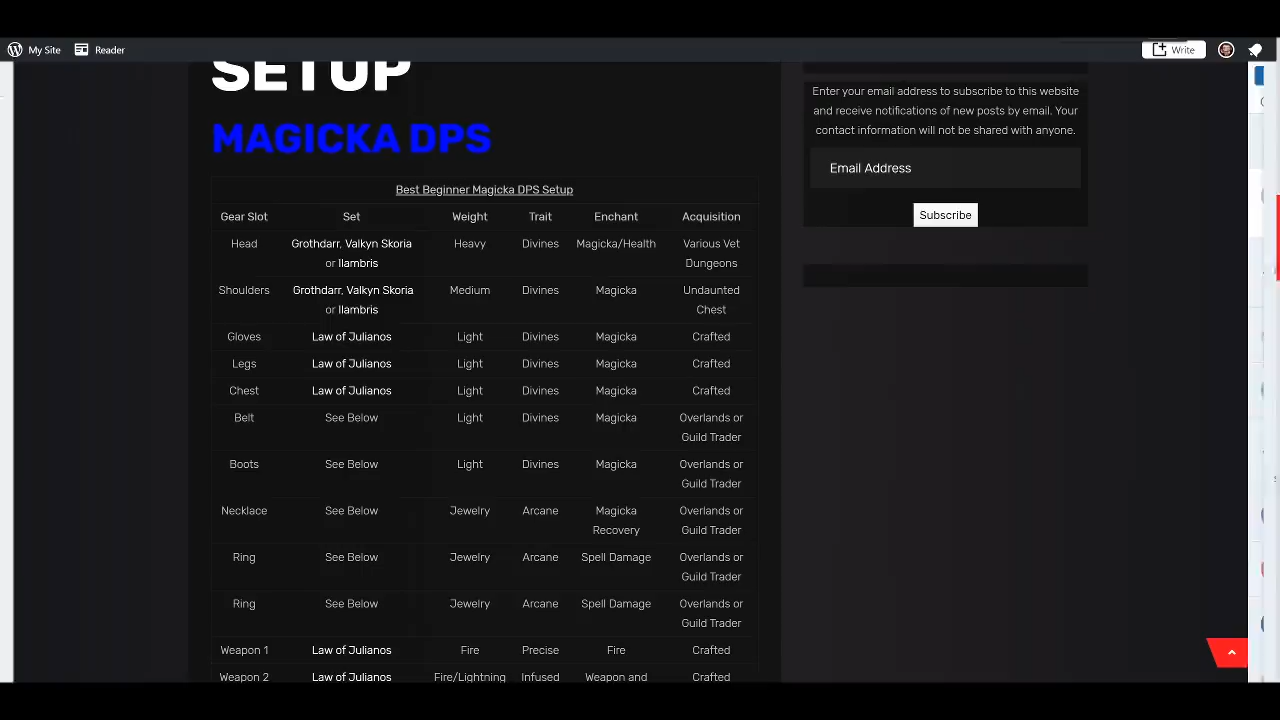 My Site Reader Write
SETUP
MAGICKA DPS
Enter your email address to subscribe to this website
and receive notifications of new posts by email. Your
contact information will not be shared with anyone.
Email Address
Subscribe
Best Beginner Magicka DPS Setup
Gear Slot Set Weight Trait Enchant Acquisition
Head Grothdarr, Valkyn Skoria Heavy Divines Magicka/Health Various Vet
or Ilambris Dungeons
Shoulders Grothdarr, Valkyn Skoria Medium Divines Magicka Undaunted
or Ilambris Chest
Gloves Law of Julianos Light Divines Magicka Crafted
Legs Law of Julianos Light Divines Magicka Crafted
Chest Law of Julianos Light Divines Magicka Crafted
Belt See Below Light Divines Magicka Overlands or
Guild Trader
Boots See Below Light Divines Magicka Overlands or
Guild Trader
Necklace See Below Jewelry Arcane Magicka Overlands or
Recovery Guild Trader
Ring See Below Jewelry Arcane Spell Damage Overlands or
Guild Trader
Ring See Below Jewelry Arcane Spell Damage Overlands or
Guild Trader
Weapon 1 Law of Julianos Fire Precise Fire Crafted
Weapon 2 Law of Julianos Fire/Lightning Infused Weapon and Crafted